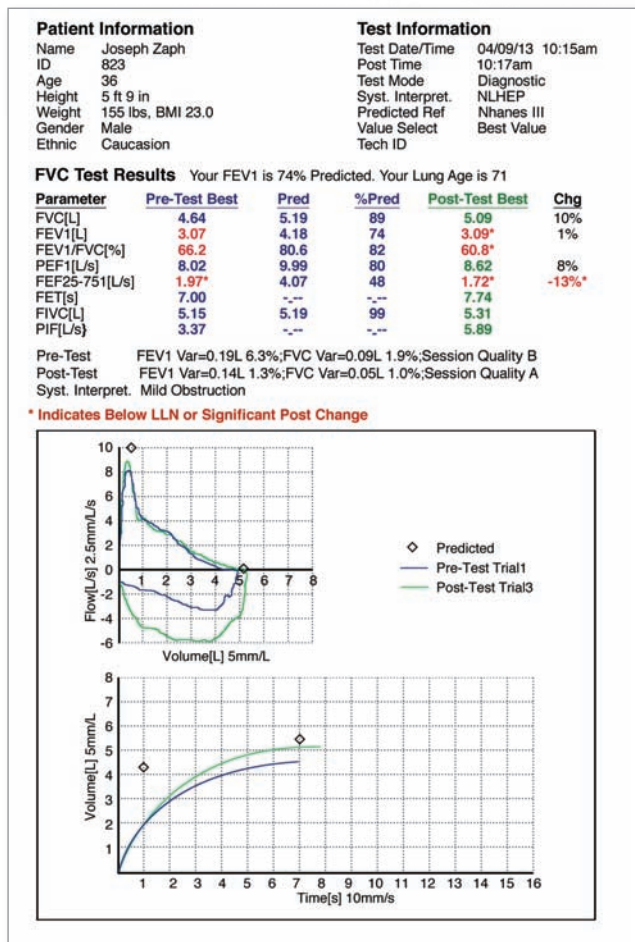 Patient Information
Name Joseph Zaph
ID 823
Age 36
Height 5 ft 9 in
Weight 155 lbs, BMI 23.0
Gender Male
Ethnic Caucasion
Test Information
Test Date/Time 04/09/13 10:15am
Post Time 10:17am
Test Mode Diagnostic
Syst. Interpret. NLHEP
Predicted Ref Nhanes III
Value Select Best Value
Tech ID
FVC Test Results Your FEV1 is 74% Predicted. Your Lung Age is 71
Parameter Pre-Test Best Pred %Pred Post-Test Best Chg
FVC[L] 4.64 5.19 89 5.09 10%
FEV1[L] 3.07 4.18 74 3.09* 1%
FEV1/FVC[%] 66.2 80.6 82 60.8*
PEF1[L/s] 8.02 9.99 80 8.62 8%
FEF25-751[L/s] 1.97* 4.07 48 1.72* -13%*
FET[s] 7.00 -.-- -.-- 7.74
FIVC[L] 5.15 5.19 99 5.31
PIF[L/s} 3.37 -.-- -.-- 5.89
Pre-Test FEV1 Var=0.19L 6.3%;FVC Var=0.09L 1.9%;Session Quality B
Post-Test FEV1 Var=0.14L 1.3%;FVC Var=0.05L 1.0%;Session Quality A
Syst. Interpret. Mild Obstruction
* Indicates Below LLN or Significant Post Change
Flow[L/s] 2.5mm/L/s
10
8
6
4
2
0
-2
-4
-6
1 2 3 4 5 6 7 8
Volume[L] 5mm/L
Predicted
Pre-Test Trial1
Post-Test Trial3
Volume[L] 5mm/L
8
7
6
5
4
3
2
1
1 2 3 4 5 6 7 8 9 10 11 12 13 14 15 16
Time[s] 10mm/s